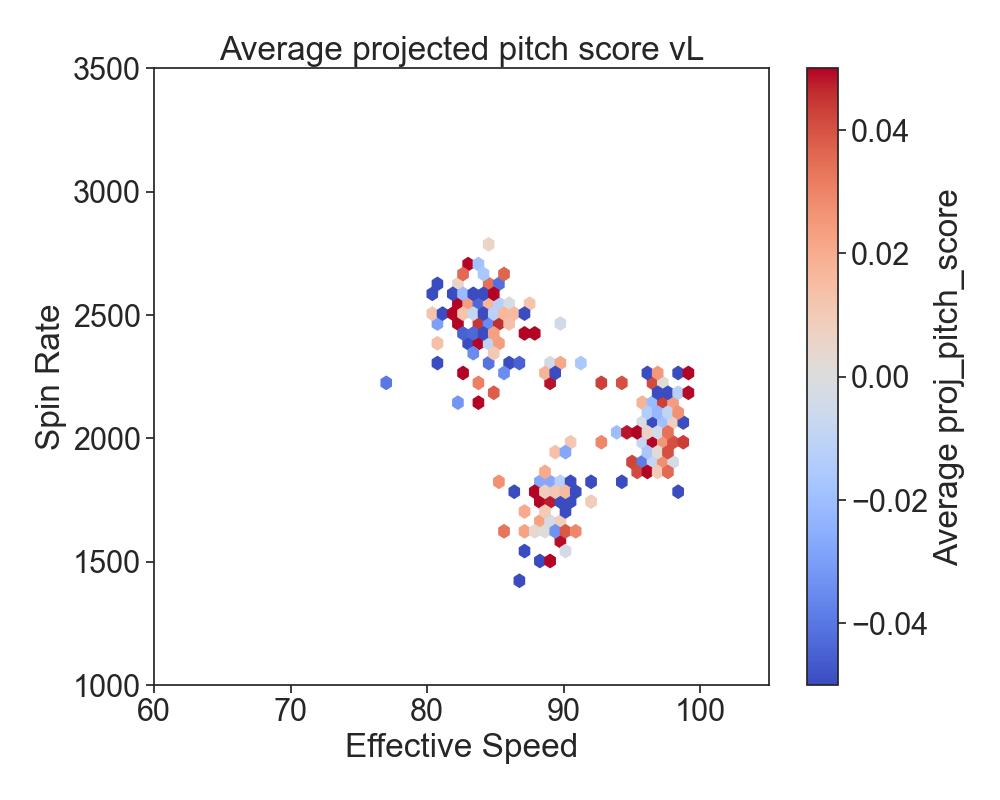 Average projected pitch score vL
3500
3000
2500
2000
1500
1000
Spin Rate
60 70 80 90 100
Effective Speed
0.04
0.02
0.00
−0.02
−0.04
Average proj_pitch_score